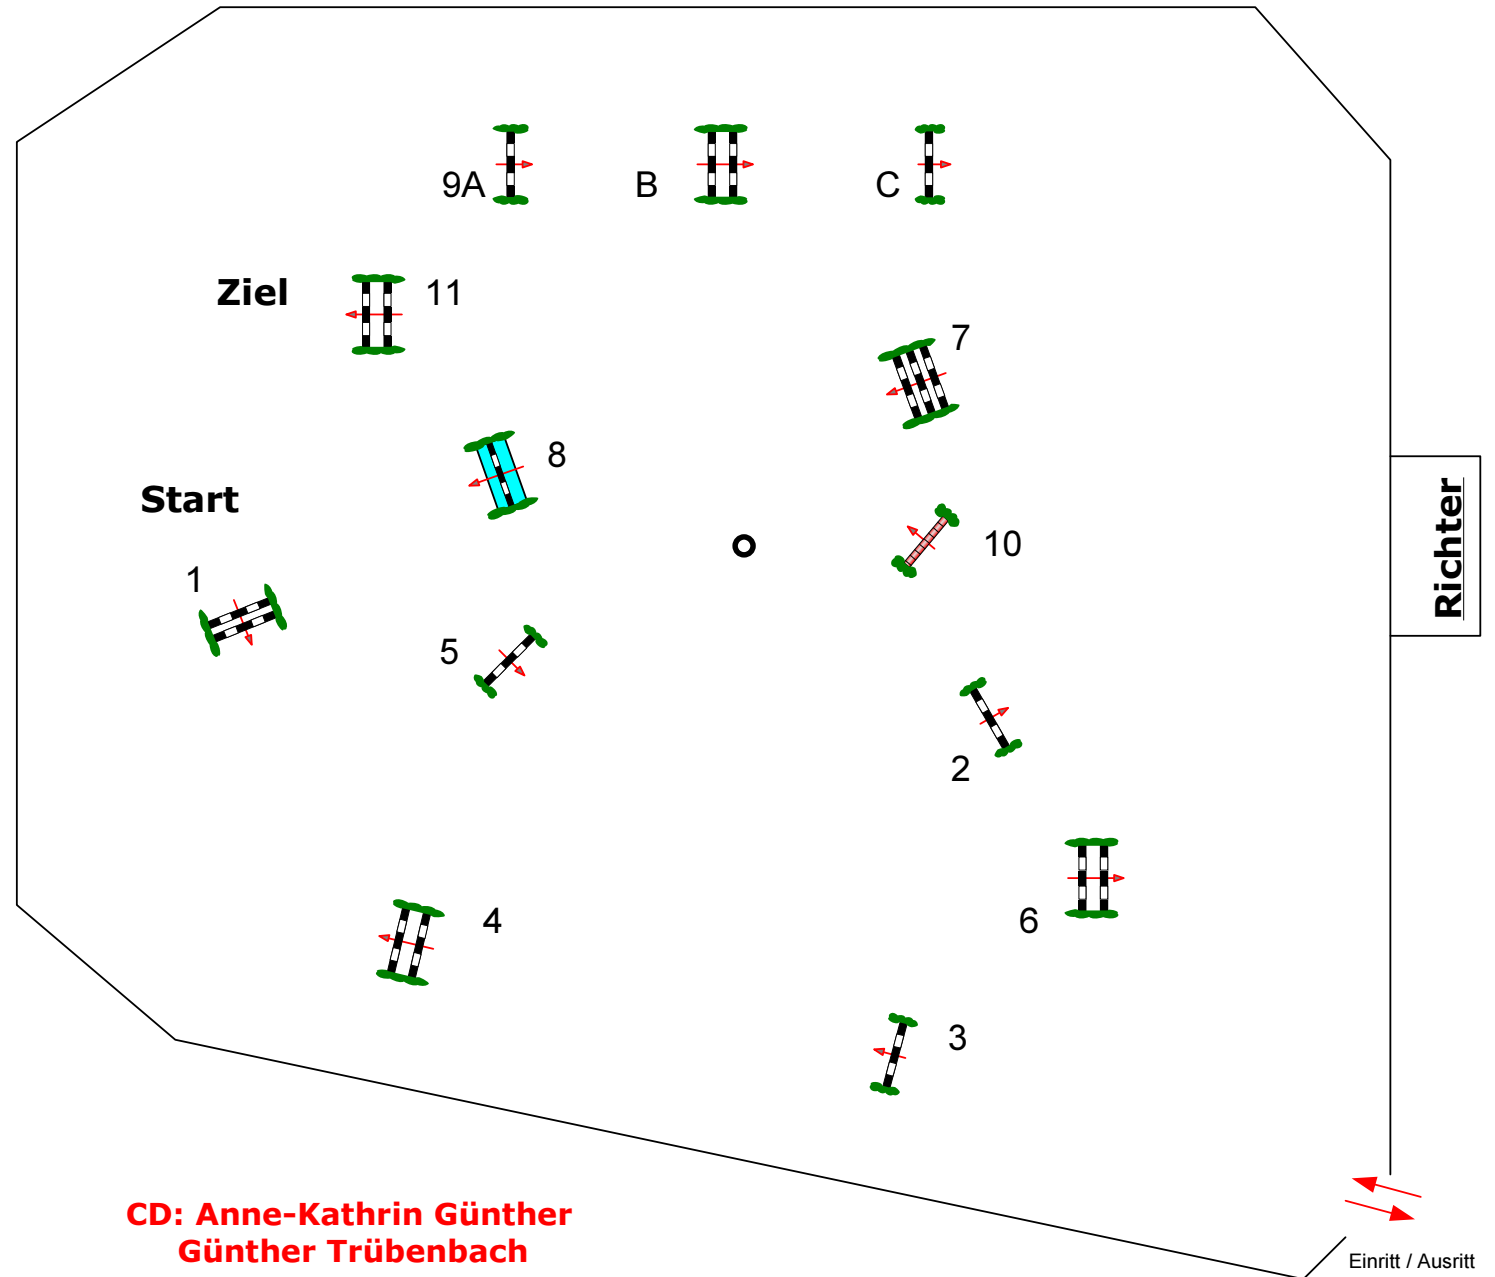 9A
B
C
Ziel
11
7
8
Start
10
Richter
1
5
2
4
6
3
CD: Anne-Kathrin Günther
Günther Trübenbach
Einritt / Ausritt